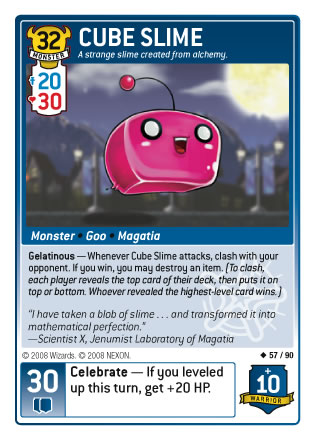 32
MONSTER
CUBE SLIME
A strange slime created from alchemy.
20
30
Monster • Goo • Magatia
Gelatinous — Whenever Cube Slime attacks, clash with your
opponent. If you win, you may destroy an item. (To clash,
each player reveals the top card of their deck, then puts it on
top or bottom. Whoever revealed the highest-level card wins.)
"I have taken a blob of slime . . . and transformed it into
mathematical perfection."
—Scientist X, Jenumist Laboratory of Magatia
© 2008 Wizards. © 2008 NEXON.
◆ 57 / 90
30
Celebrate — If you leveled
up this turn, get +20 HP.
+
10
WARRIOR